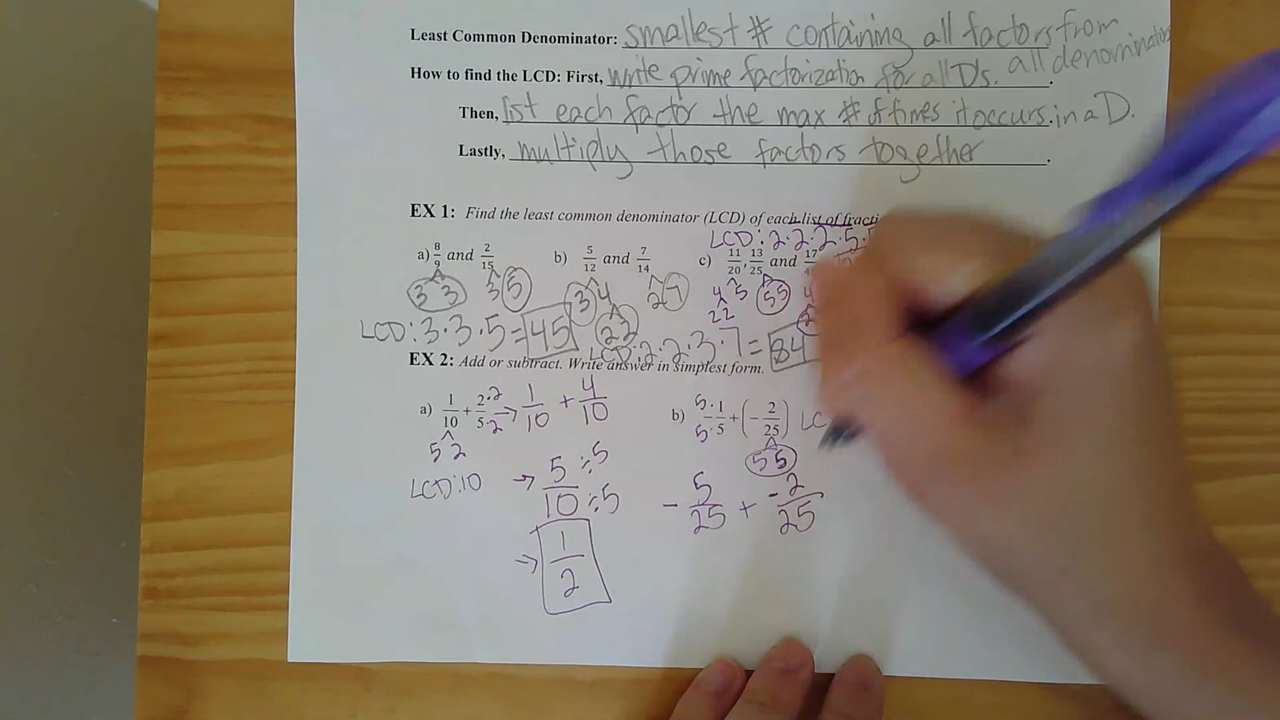 Least Common Denominator: smallest # containing all factors from
all denominators
How to find the LCD: First, write prime factorization for all D's.
Then, list each factor the max # of times it occurs in a D.
Lastly, multiply those factors together.
EX 1: Find the least common denominator (LCD) of each list of
LCD: 2·2·2·5·5
a) 8/9 and 2/15 b) 5/12 and 7/14 c) 11/20, 13/25 and
3 3 3 5 3 4 2 7 4 5 5 5
2 2 2 2
LCD: 3·3·5 = 45 LCD: 2·2·3·7 = 84
EX 2: Add or subtract. Write answer in simplest form.
a) 1/10 + 2·2/5·2 → 1/10 + 4/10 b) 5·1/5·5 + (-2/25) LC
5 2 5 5
LCD: 10 → 5÷5/10÷5 - 5/25 + -2/25
→ 1/2